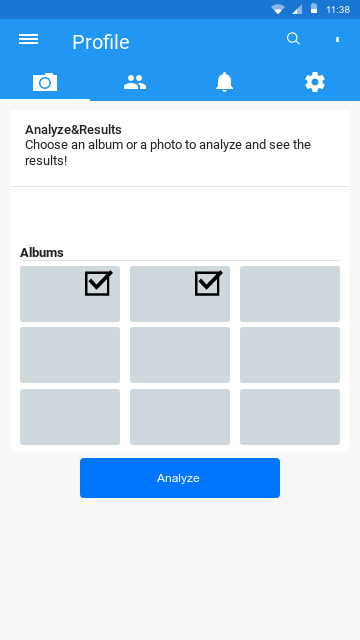 11:38
Profile
Analyze&Results
Choose an album or a photo to analyze and see the
results!
Albums
Analyze